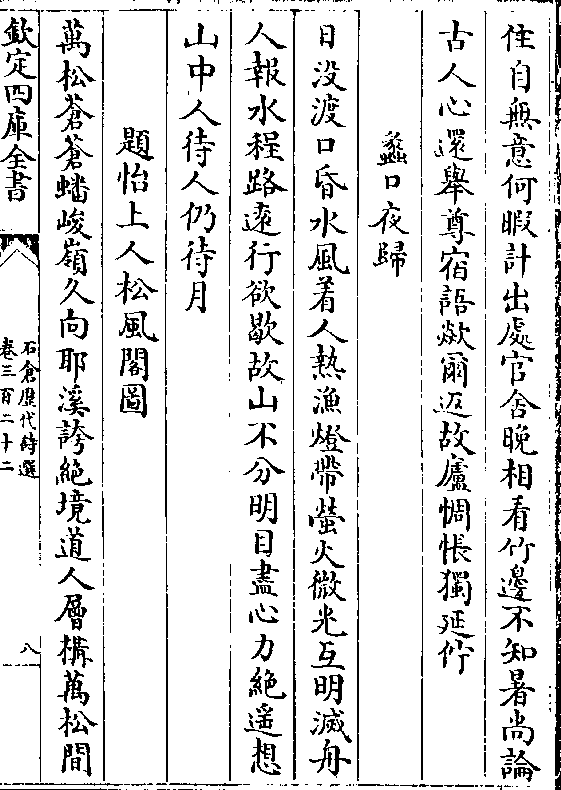 住自無意何暇計出處官舍晚相看竹邊不知暑尚論
古人心還舉尊宿語歘爾返故廬惆悵獨延佇
蠡口夜歸
日没渡口昏水風着人熱漁燈帶螢火微光互明滅舟
人報水程路遠行欲歇故山不分明目盡心力絶遥想
山中人待人仍待月
題怡上人松風閣圖
萬松蒼蒼蟠峻嶺久向耶溪誇絶境道人層構萬松間
欽定四庫全書
石倉歷代詩選
卷三百二十二
八